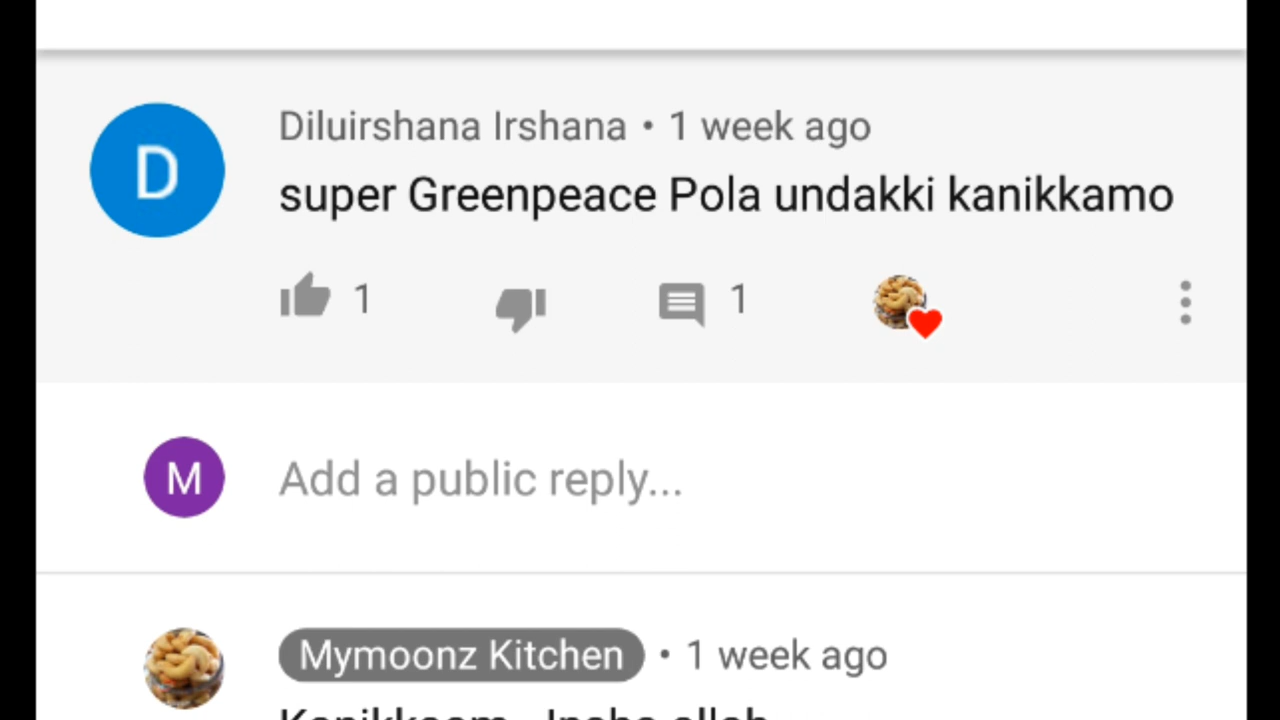 D
Diluirshana Irshana • 1 week ago
super Greenpeace Pola undakki kanikkamo
1 1
M
Add a public reply...
Mymoonz Kitchen • 1 week ago